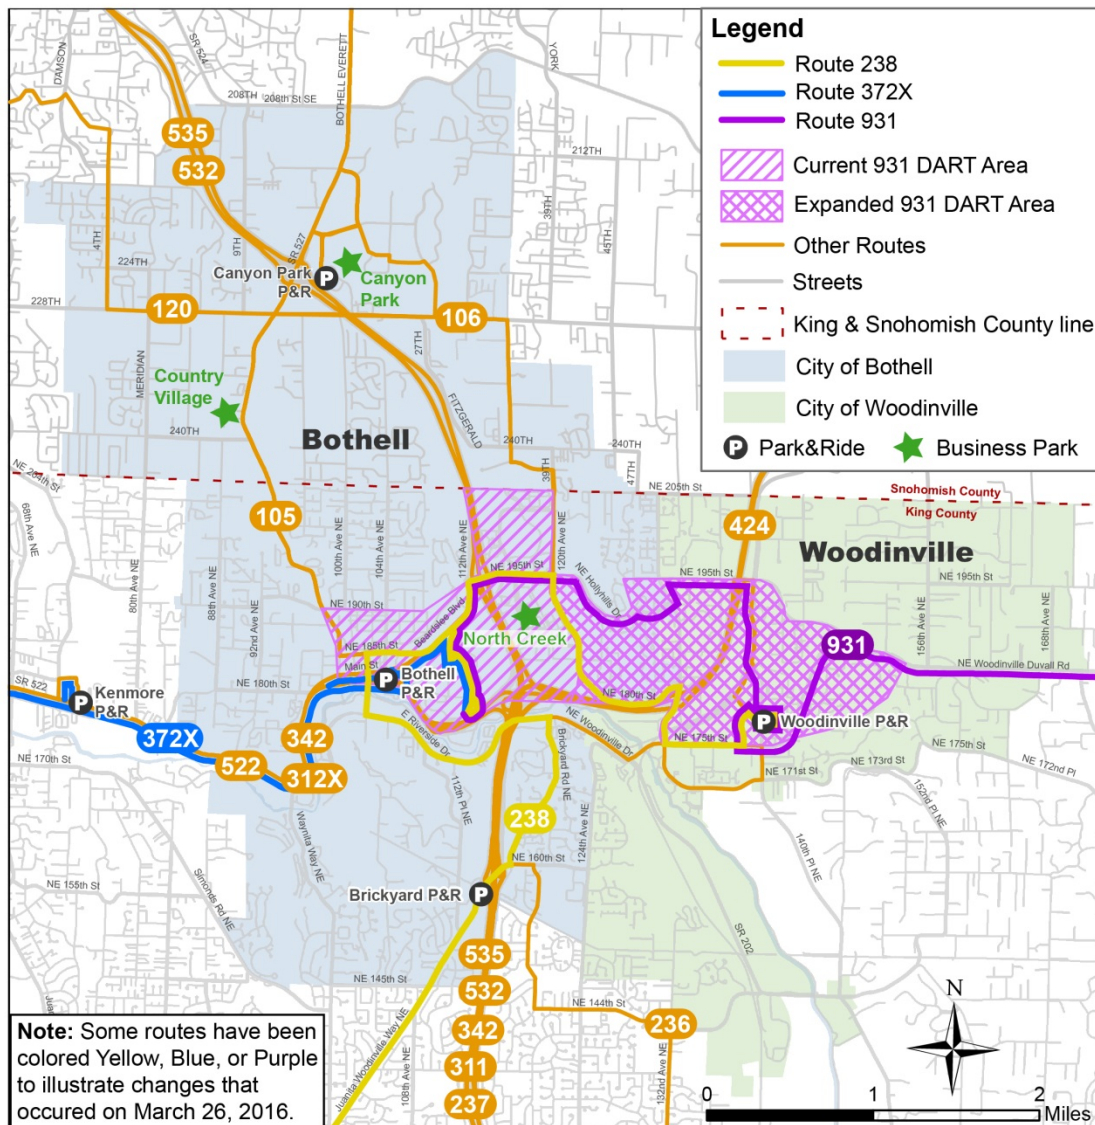 Legend
Route 238
Route 372X
Route 931
Current 931 DART Area
Expanded 931 DART Area
Other Routes
Streets
King & Snohomish County line
City of Bothell
City of Woodinville
P Park&Ride
Business Park
DAMSON
SR 524
BOTHELL EVERETT
YORK
208TH
208th St SE
535
532
212TH
39TH
45TH
4TH
9TH
SR 527
224TH
Canyon Park
P&R
P
Canyon
Park
228TH
120
106
27TH
MERIDIAN
Country
Village
FITZGERALD
240TH
Bothell
240TH
240TH
39TH
47TH
NE 204th St
NE 205th St
Snohomish County
King County
68th Ave NE
80th Ave NE
88th Ave NE
92nd Ave NE
100th Ave NE
104th Ave NE
112th Ave NE
120th Ave NE
105
424
Woodinville
NE 195th St
NE 195th St
NE 195th St
NE Hollyhills Dr
NE 190th St
Beardslee Blvd
North Creek
NE 188th St
Main St
156th Ave NE
168th Ave NE
931
NE Woodinville Duvall Rd
SR 522
Kenmore
P&R
P
NE 180th St
P
Bothell
P&R
NE 180th St
P
Woodinville P&R
372X
522
342
312X
E Riverside Dr
NE Woodinville Dr
NE 175th St
NE 175th St
NE 171st St
NE 173rd St
NE 172nd Pl
NE 170th St
112th Pl NE
Brickyard Rd NE
238
124th Ave NE
Waynita Way NE
140th Pl NE
152nd Pl NE
NE 160th St
Simonds Rd NE
NE 155th St
Brickyard P&R
P
SR 202
535
532
342
311
237
NE 145th St
NE 144th St
236
132nd Ave NE
Juanita Woodinville Way NE
108th Ave NE
Note: Some routes have been
colored Yellow, Blue, or Purple
to illustrate changes that
occured on March 26, 2016.
N
0 1 2
Miles